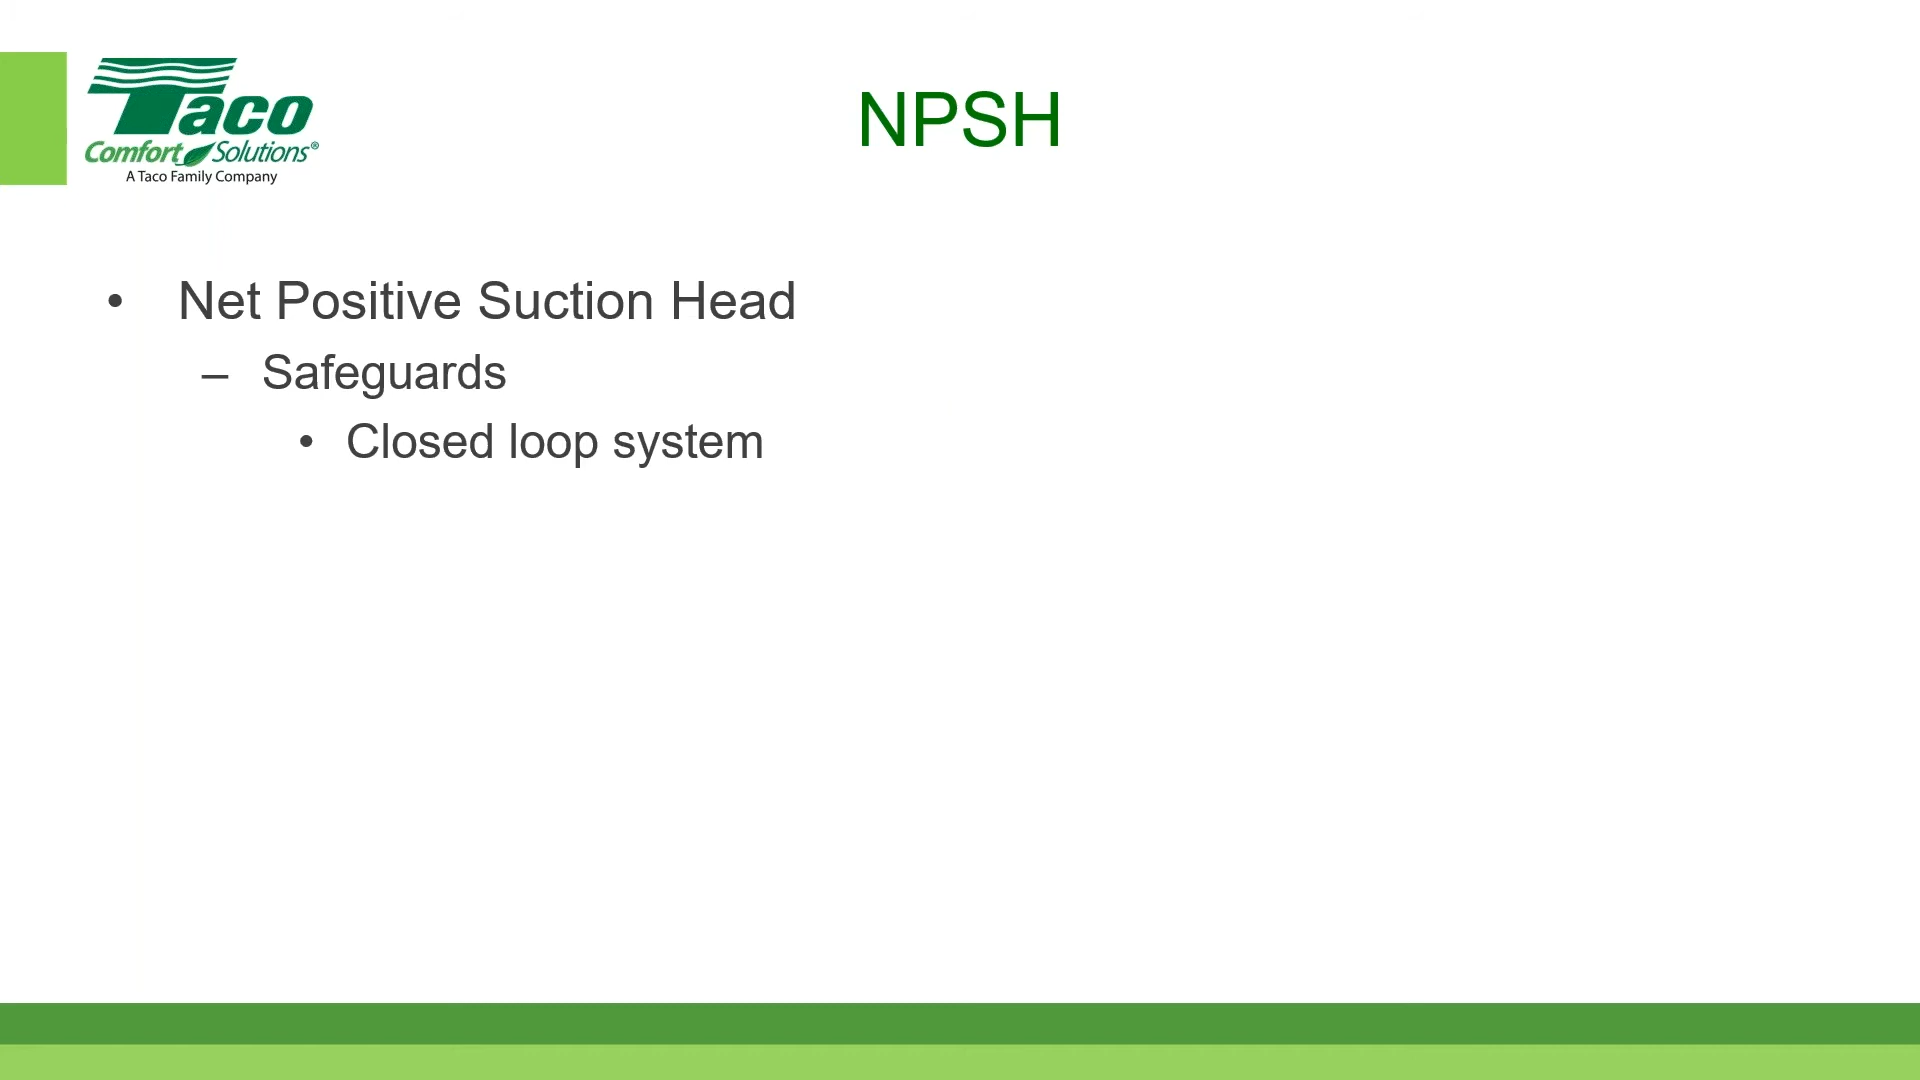 Taco
Comfort Solutions®
A Taco Family Company
NPSH
• Net Positive Suction Head
– Safeguards
• Closed loop system